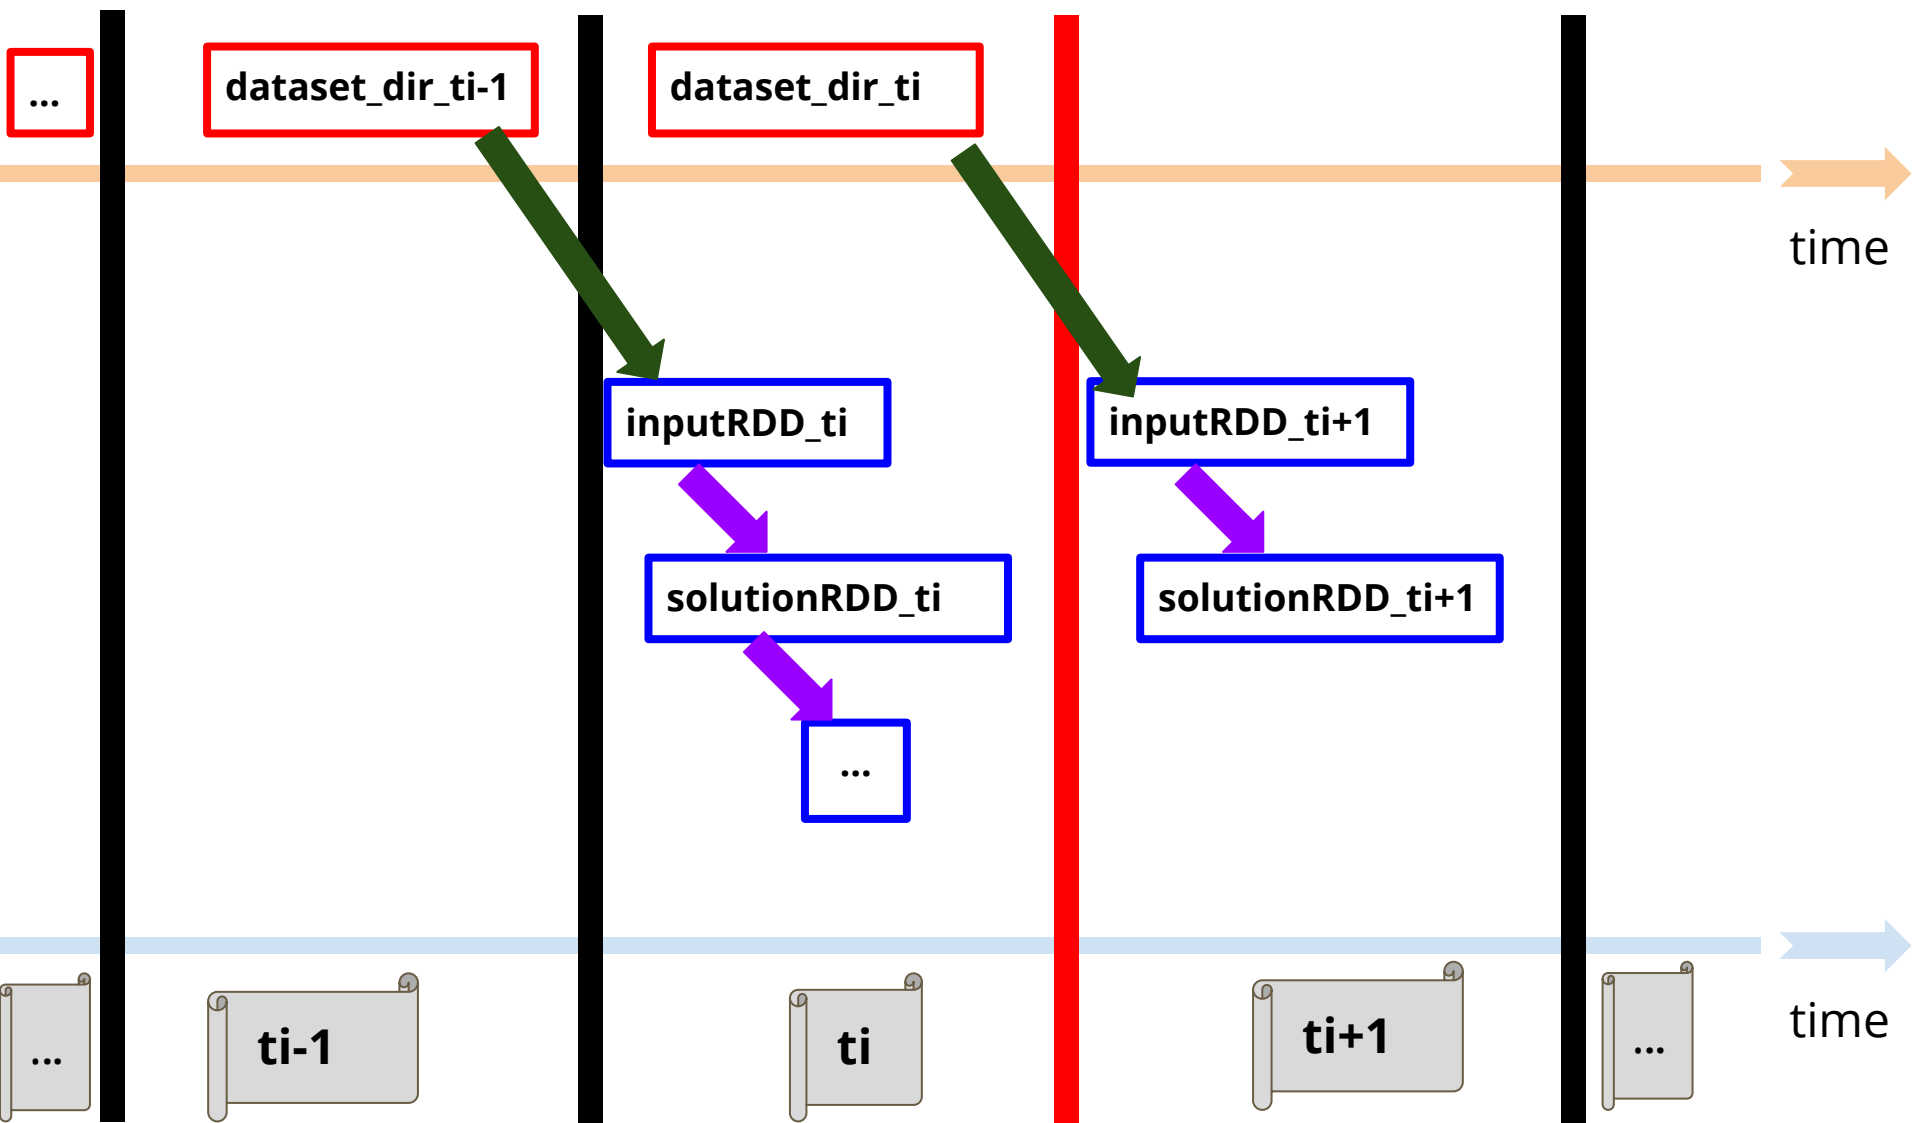 ...
dataset_dir_ti-1
dataset_dir_ti
time
inputRDD_ti
inputRDD_ti+1
solutionRDD_ti
solutionRDD_ti+1
...
...
ti-1
ti
ti+1
...
time